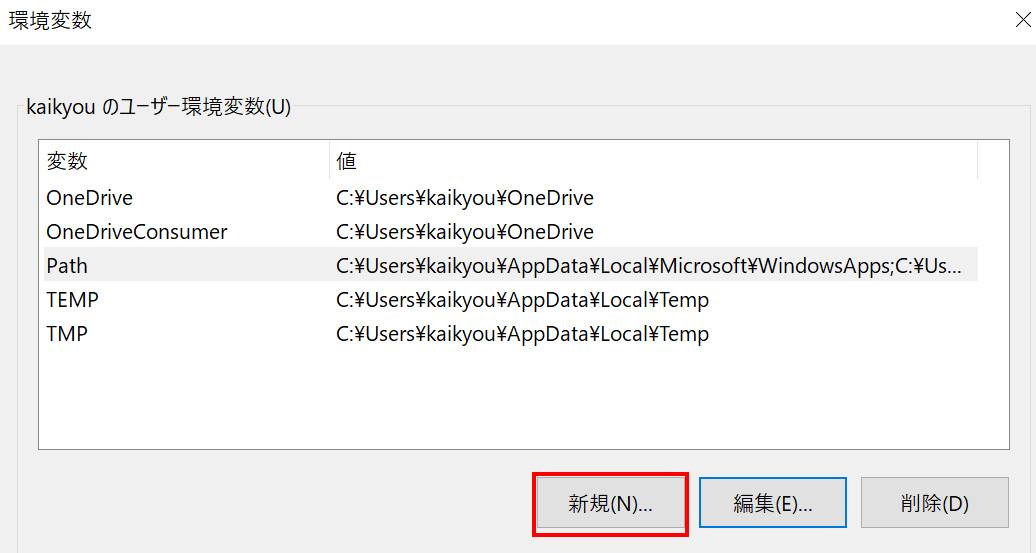 環境変数
kaikyou のユーザー環境変数(U)
変数 値
OneDrive C:¥Users¥kaikyou¥OneDrive
OneDriveConsumer C:¥Users¥kaikyou¥OneDrive
Path C:¥Users¥kaikyou¥AppData¥Local¥Microsoft¥WindowsApps;C:¥Us...
TEMP C:¥Users¥kaikyou¥AppData¥Local¥Temp
TMP C:¥Users¥kaikyou¥AppData¥Local¥Temp
新規(N)... 編集(E)... 削除(D)